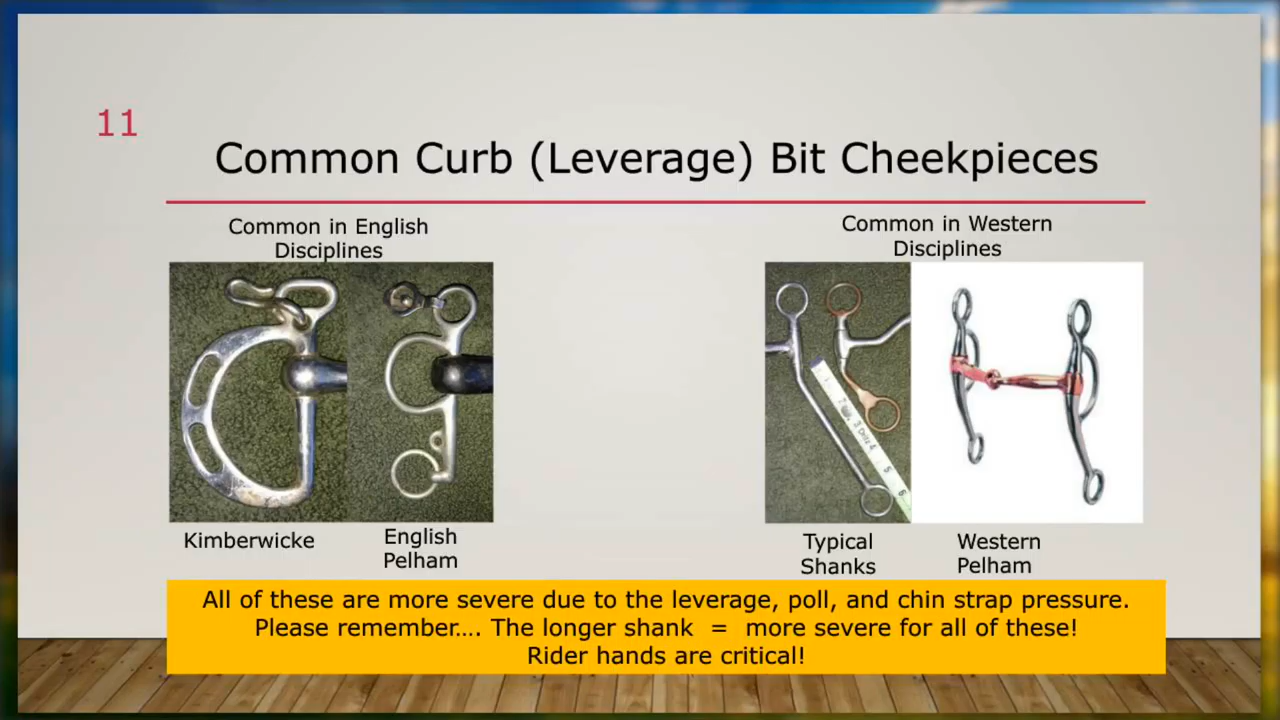 11
Common Curb (Leverage) Bit Cheekpieces
Common in English
Disciplines
Common in Western
Disciplines
Kimberwicke
English
Pelham
Typical
Shanks
Western
Pelham
All of these are more severe due to the leverage, poll, and chin strap pressure.
Please remember.... The longer shank = more severe for all of these!
Rider hands are critical!